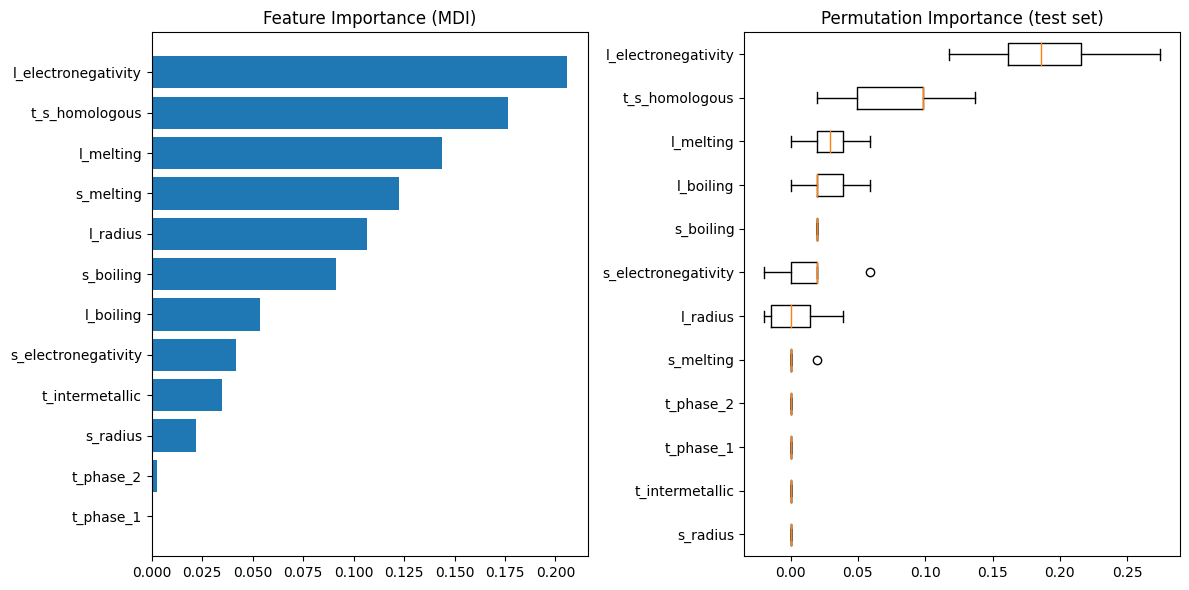 Feature Importance (MDI)
l_electronegativity
t_s_homologous
l_melting
s_melting
l_radius
s_boiling
l_boiling
s_electronegativity
t_intermetallic
s_radius
t_phase_2
t_phase_1
0.000 0.025 0.050 0.075 0.100 0.125 0.150 0.175 0.200
Permutation Importance (test set)
l_electronegativity
t_s_homologous
l_melting
l_boiling
s_boiling
s_electronegativity
l_radius
s_melting
t_phase_2
t_phase_1
t_intermetallic
s_radius
0.00 0.05 0.10 0.15 0.20 0.25